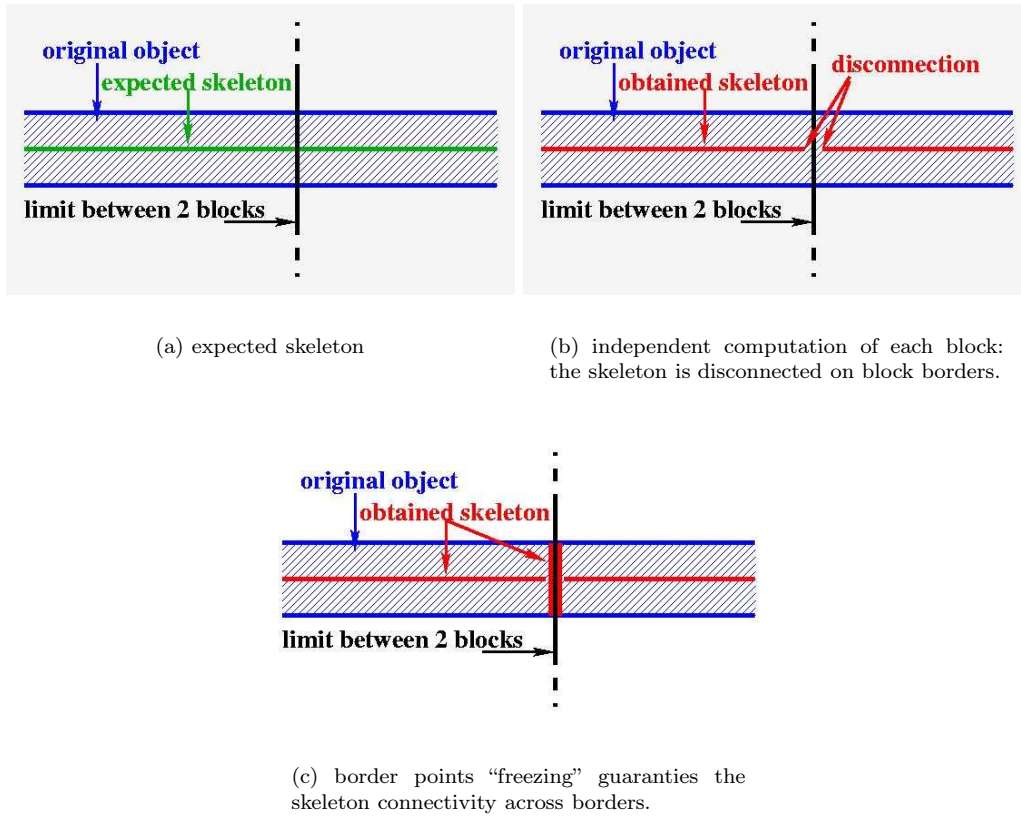 original object
expected skeleton
limit between 2 blocks
original object
obtained skeleton
disconnection
limit between 2 blocks
(a) expected skeleton
(b) independent computation of each block:
the skeleton is disconnected on block borders.
original object
obtained skeleton
limit between 2 blocks
(c) border points “freezing” guaranties the
skeleton connectivity across borders.